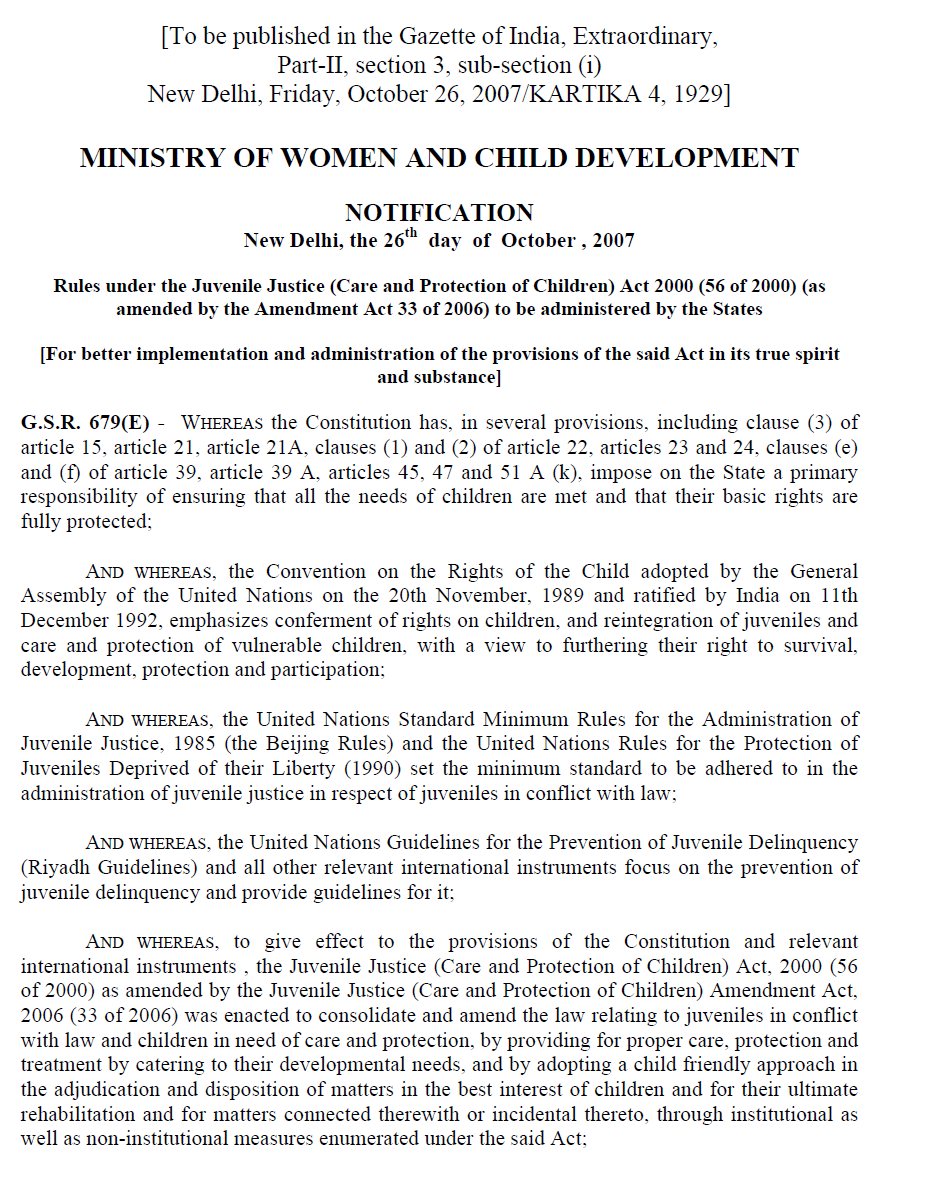 [To be published in the Gazette of India, Extraordinary,
Part-II, section 3, sub-section (i)
New Delhi, Friday, October 26, 2007/KARTIKA 4, 1929]
MINISTRY OF WOMEN AND CHILD DEVELOPMENT
NOTIFICATION
New Delhi, the 26th day of October , 2007
Rules under the Juvenile Justice (Care and Protection of Children) Act 2000 (56 of 2000) (as
amended by the Amendment Act 33 of 2006) to be administered by the States
[For better implementation and administration of the provisions of the said Act in its true spirit
and substance]
G.S.R. 679(E) - WHEREAS the Constitution has, in several provisions, including clause (3) of
article 15, article 21, article 21A, clauses (1) and (2) of article 22, articles 23 and 24, clauses (e)
and (f) of article 39, article 39 A, articles 45, 47 and 51 A (k), impose on the State a primary
responsibility of ensuring that all the needs of children are met and that their basic rights are
fully protected;
AND WHEREAS, the Convention on the Rights of the Child adopted by the General
Assembly of the United Nations on the 20th November, 1989 and ratified by India on 11th
December 1992, emphasizes conferment of rights on children, and reintegration of juveniles and
care and protection of vulnerable children, with a view to furthering their right to survival,
development, protection and participation;
AND WHEREAS, the United Nations Standard Minimum Rules for the Administration of
Juvenile Justice, 1985 (the Beijing Rules) and the United Nations Rules for the Protection of
Juveniles Deprived of their Liberty (1990) set the minimum standard to be adhered to in the
administration of juvenile justice in respect of juveniles in conflict with law;
AND WHEREAS, the United Nations Guidelines for the Prevention of Juvenile Delinquency
(Riyadh Guidelines) and all other relevant international instruments focus on the prevention of
juvenile delinquency and provide guidelines for it;
AND WHEREAS, to give effect to the provisions of the Constitution and relevant
international instruments , the Juvenile Justice (Care and Protection of Children) Act, 2000 (56
of 2000) as amended by the Juvenile Justice (Care and Protection of Children) Amendment Act,
2006 (33 of 2006) was enacted to consolidate and amend the law relating to juveniles in conflict
with law and children in need of care and protection, by providing for proper care, protection and
treatment by catering to their developmental needs, and by adopting a child friendly approach in
the adjudication and disposition of matters in the best interest of children and for their ultimate
rehabilitation and for matters connected therewith or incidental thereto, through institutional as
well as non-institutional measures enumerated under the said Act;